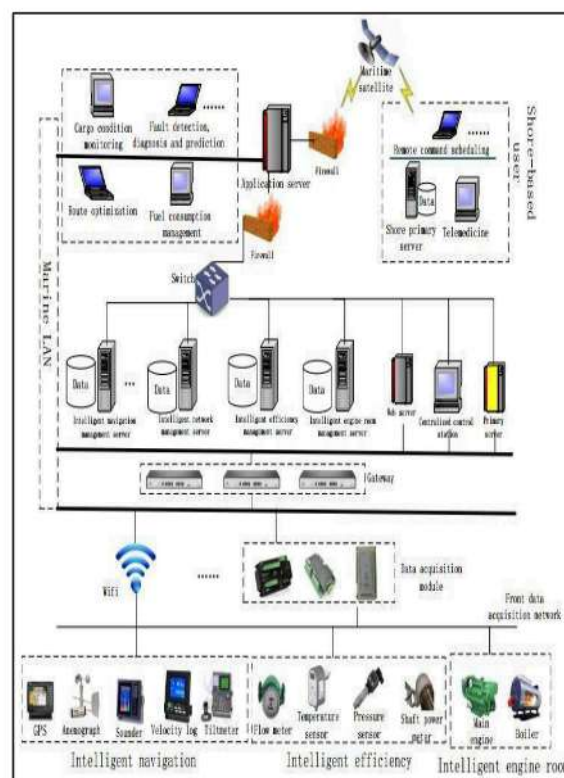 Maritime
satellite
Cargo condition
monitoring
Fault detection,
diagnosis and prediction
......
Application server
Firewall
......
Remote command scheduling
Route optimization
Fuel consumption
management
Firewall
Data
Shore primary
server
Telemedicine
Shore-based
user
Marine LAN
Switch
Data
...
Data
Data
Data
Intelligent navigation
management server
Intelligent network
management server
Intelligent efficiency
management server
Intelligent engine room
management server
Web server
Centralized control
station
Primary
server
Gateway
Wifi
......
Data acquisition
module
Front data
acquisition network
GPS
Anemograph
Sounder
Velocity log
Tiltmeter
Flow meter
Temperature
sensor
Pressure
sensor
Shaft power
meter
Main
engine
Boiler
Intelligent navigation
Intelligent efficiency
Intelligent engine room